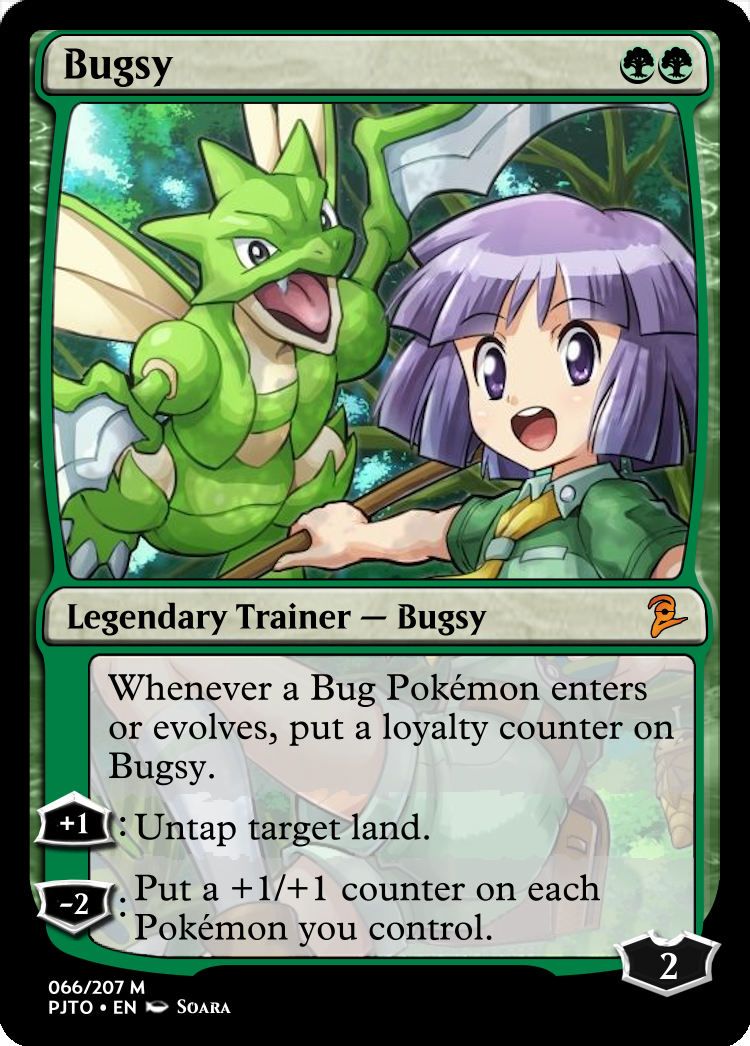 Bugsy
Legendary Trainer — Bugsy
Whenever a Bug Pokémon enters
or evolves, put a loyalty counter on
Bugsy.
+1 : Untap target land.
-2 : Put a +1/+1 counter on each
Pokémon you control.
2
066/207 M
PJTO • EN Soara